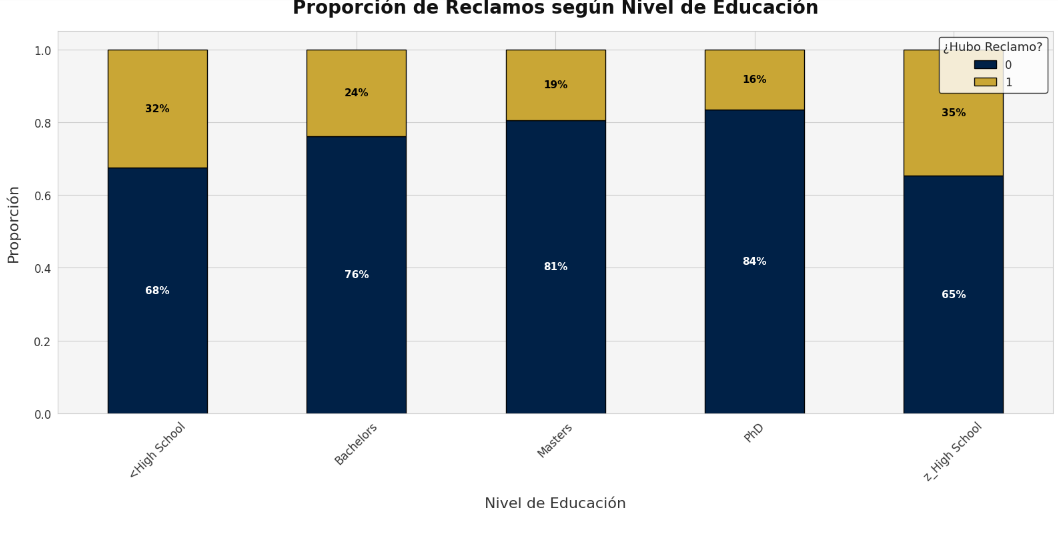 Proporción de Reclamos según Nivel de Educación
¿Hubo Reclamo?
0
1
Proporción
1.0
0.8
0.6
0.4
0.2
0.0
32%
24%
19%
16%
35%
68%
76%
81%
84%
65%
<High School
Bachelors
Masters
PhD
z_High School
Nivel de Educación